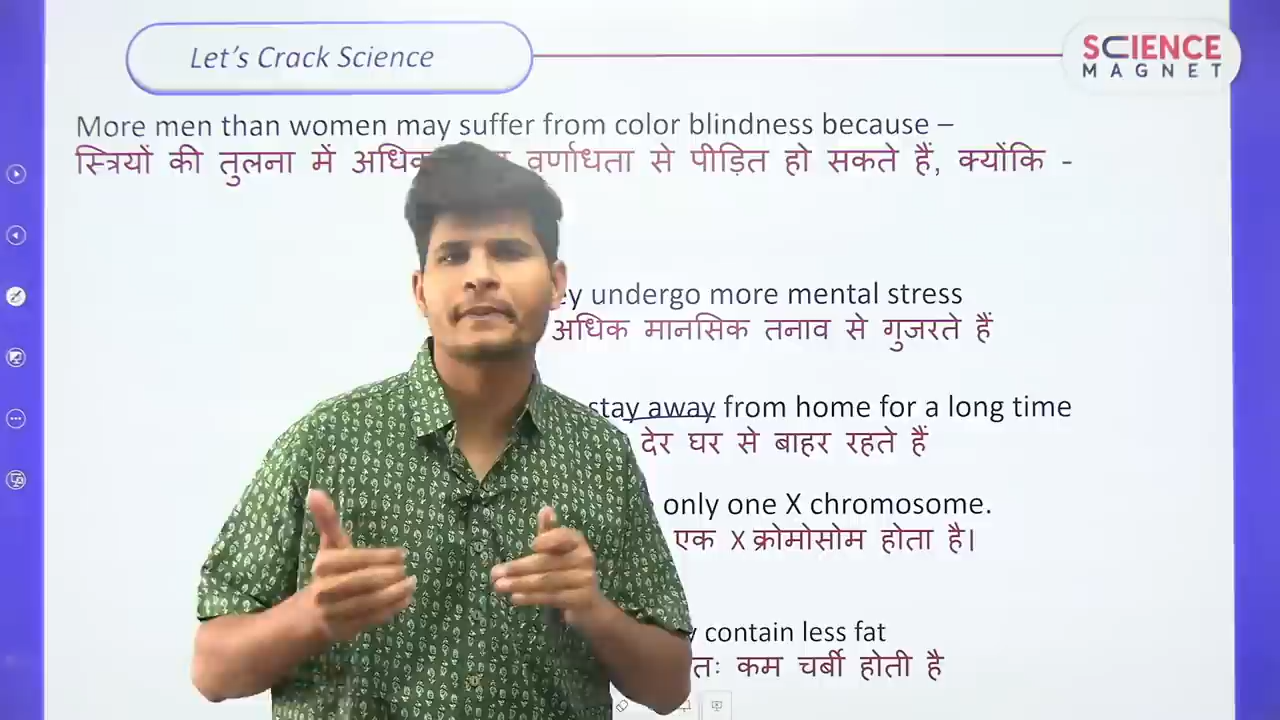 Let's Crack Science
SCIENCE
MAGNET
More men than women may suffer from color blindness because –
स्त्रियों की तुलना में अधिक वर्णाधता से पीड़ित हो सकते हैं, क्योंकि -
undergo more mental stress
अधिक मानसिक तनाव से गुजरते हैं
stay away from home for a long time
देर घर से बाहर रहते हैं
only one X chromosome.
एक X क्रोमोसोम होता है।
contain less fat
कम चर्बी होती है